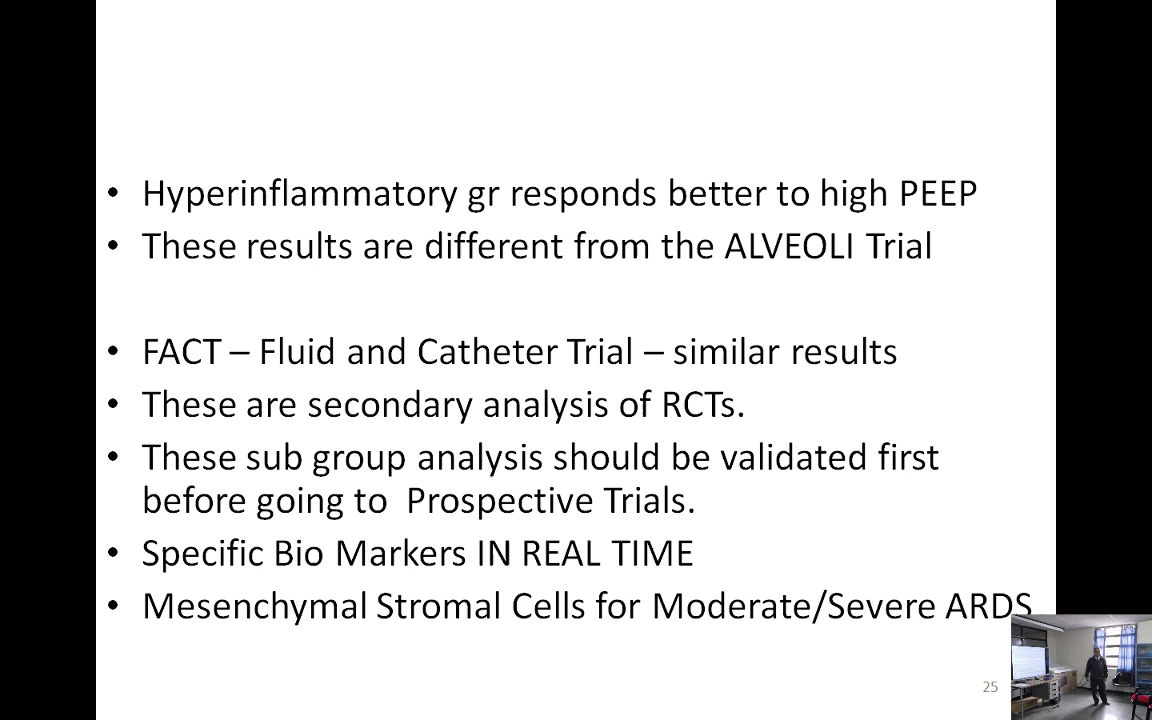 • Hyperinflammatory gr responds better to high PEEP
• These results are different from the ALVEOLI Trial
• FACT – Fluid and Catheter Trial – similar results
• These are secondary analysis of RCTs.
• These sub group analysis should be validated first
before going to  Prospective Trials.
• Specific Bio Markers IN REAL TIME
• Mesenchymal Stromal Cells for Moderate/Severe ARDS
25